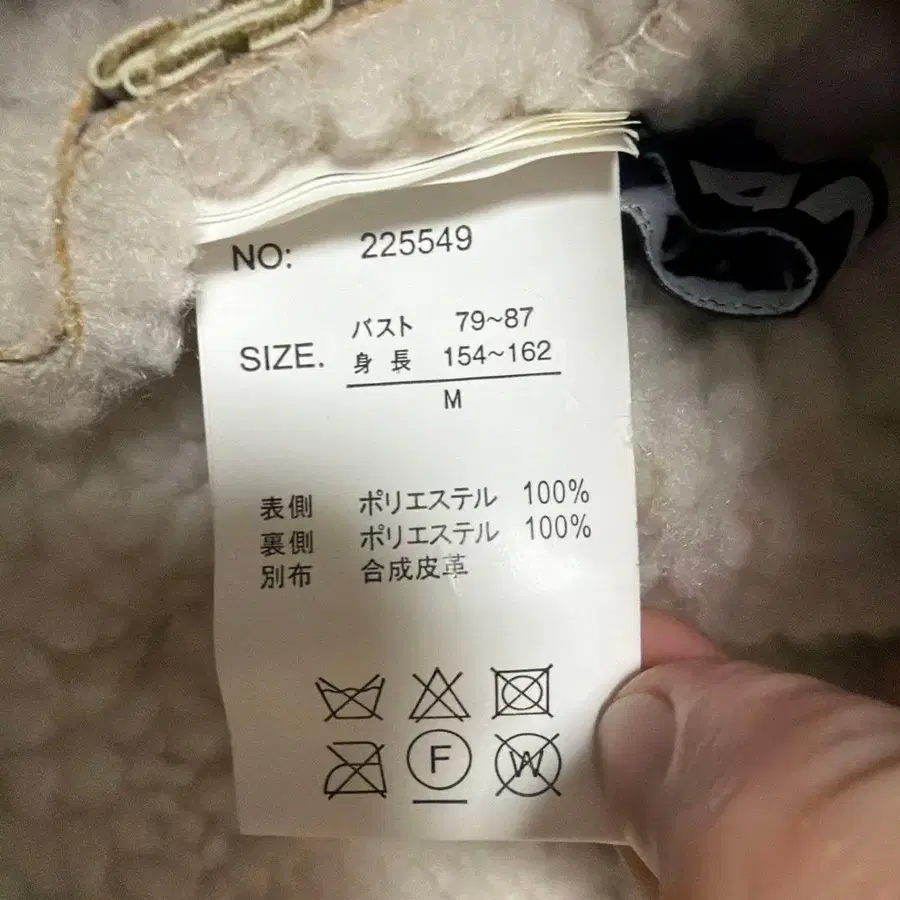 NO: 225549
バスト 79~87
SIZE. 身長 154~162
M
表側 ポリエステル 100%
裏側 ポリエステル 100%
別布 合成皮革
F W